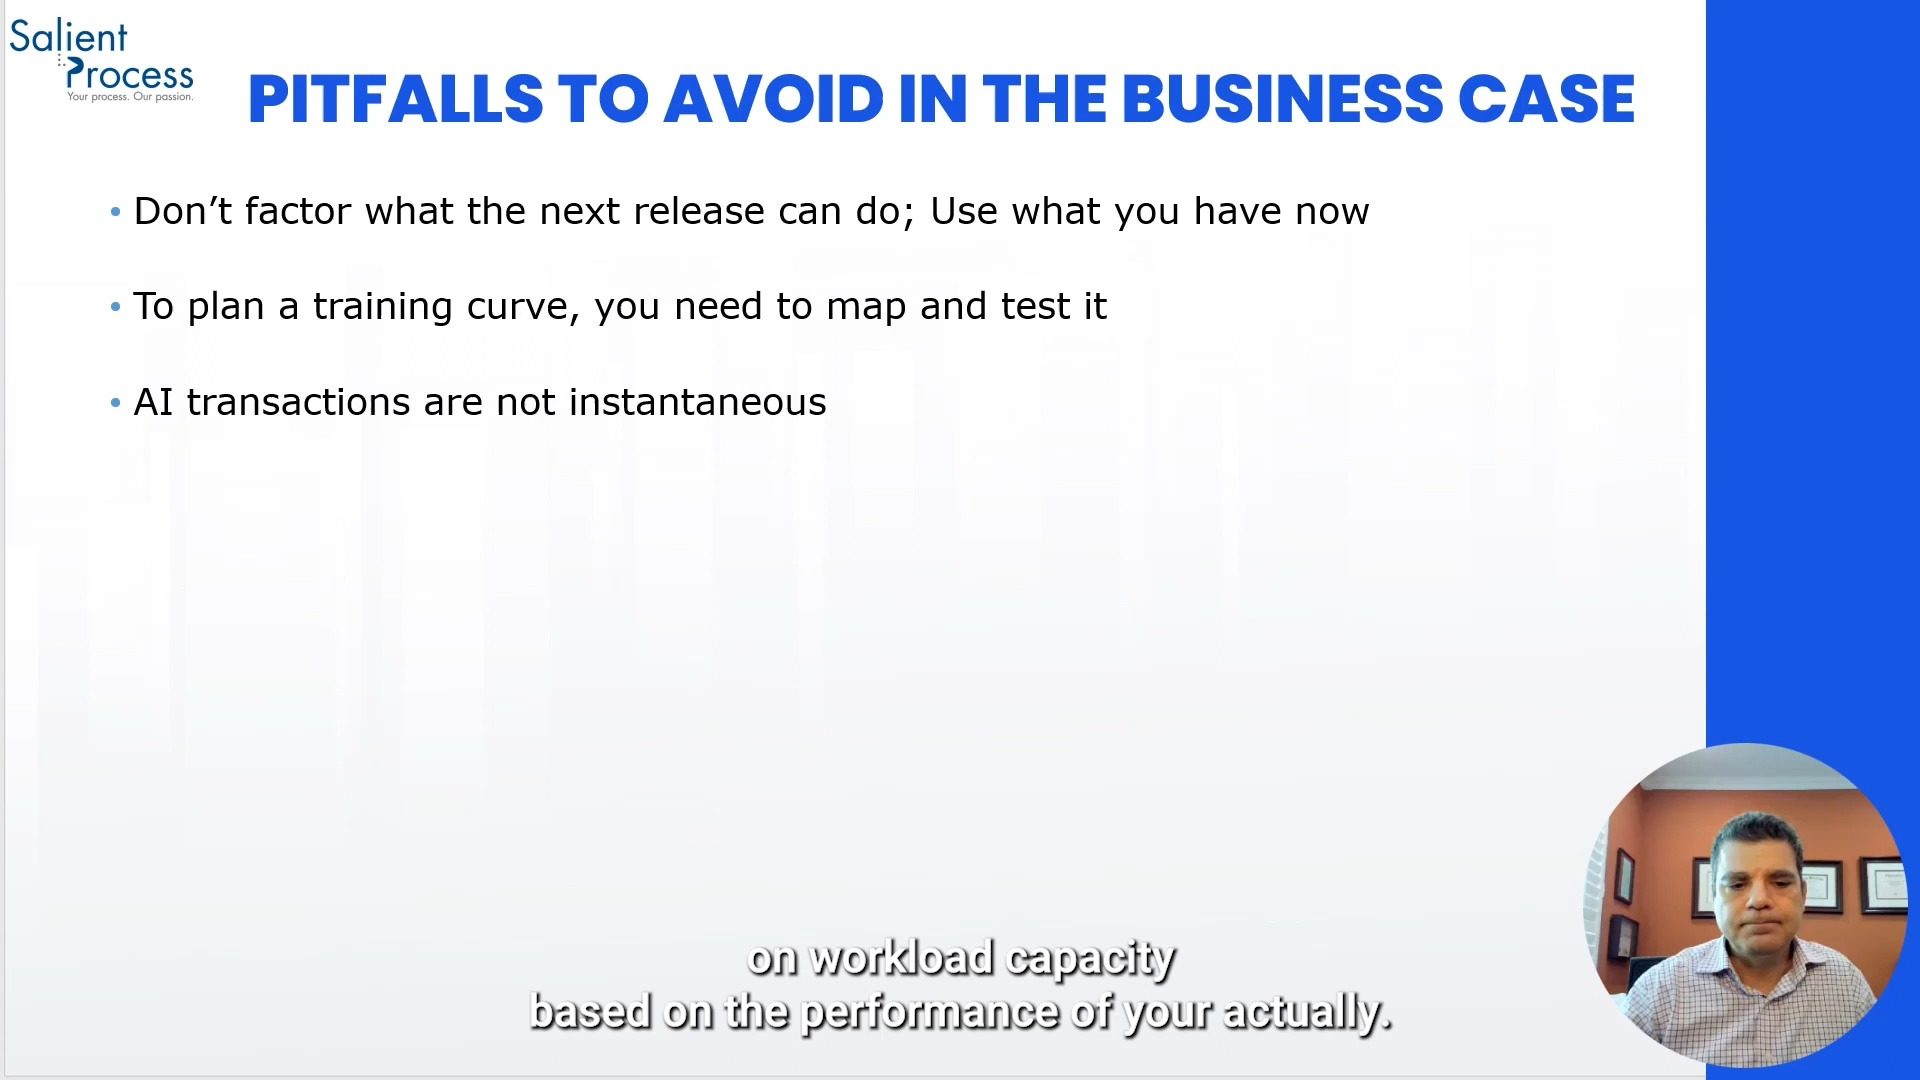 Salient
Process
Your process. Our passion.
PITFALLS TO AVOID IN THE BUSINESS CASE
• Don’t factor what the next release can do; Use what you have now
• To plan a training curve, you need to map and test it
• AI transactions are not instantaneous
on workload capacity
based on the performance of your actually.